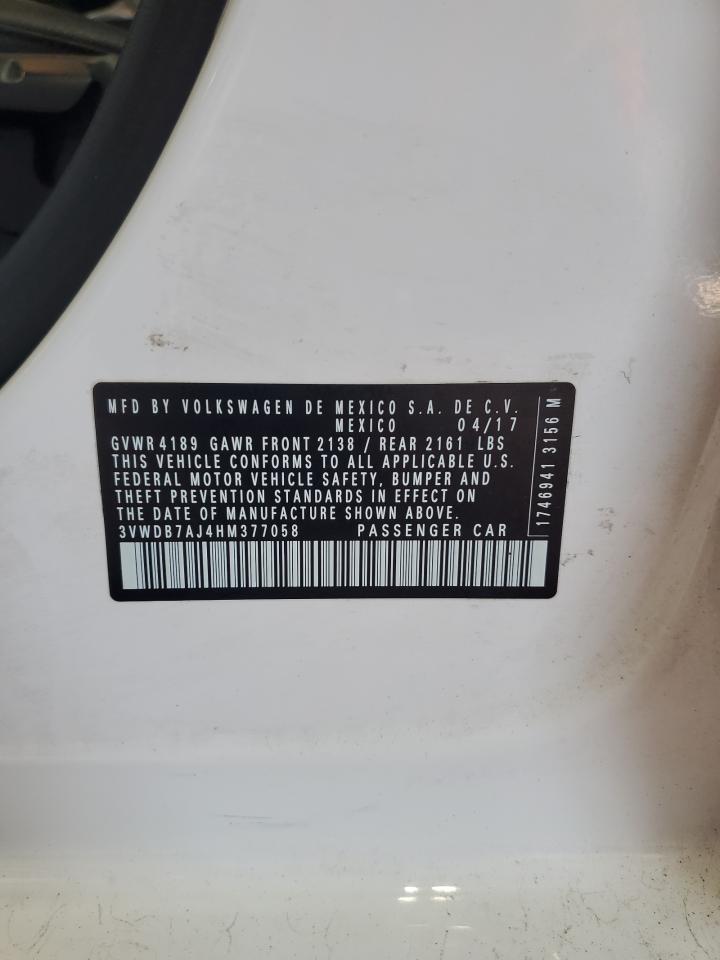 MFD BY VOLKSWAGEN DE MEXICO S.A. DE C.V.
MEXICO 04/17
GVWR 4189 GAWR FRONT 2138 / REAR 2161 LBS
THIS VEHICLE CONFORMS TO ALL APPLICABLE U.S.
FEDERAL MOTOR VEHICLE SAFETY, BUMPER AND
THEFT PREVENTION STANDARDS IN EFFECT ON
THE DATE OF MANUFACTURE SHOWN ABOVE.
3VWDB7AJ4HM377058 PASSENGER CAR
1746941 3156 M